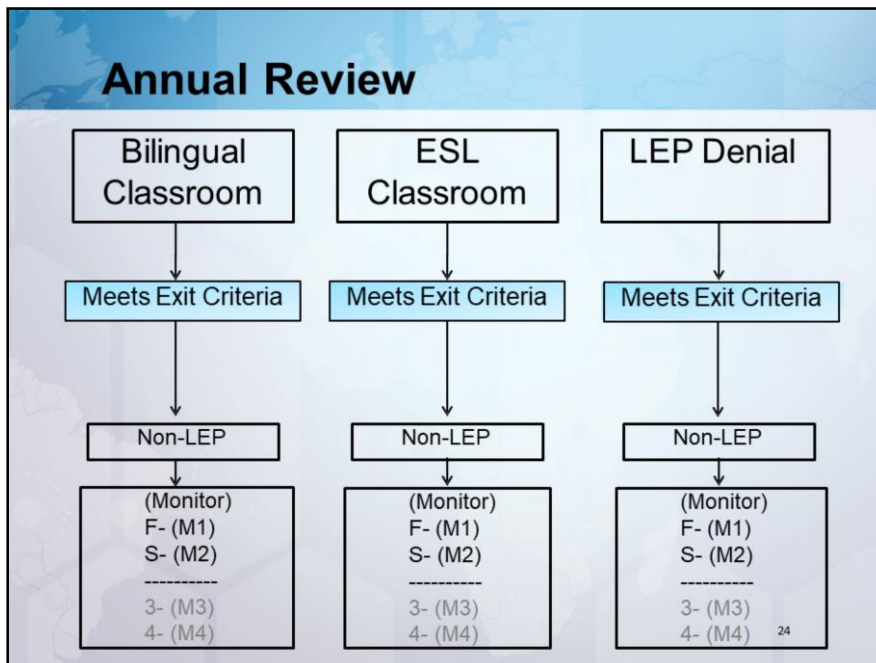 Annual Review
Bilingual
Classroom
Meets Exit Criteria
Non-LEP
(Monitor)
F- (M1)
S- (M2)
----------
3- (M3)
4- (M4)
ESL
Classroom
Meets Exit Criteria
Non-LEP
(Monitor)
F- (M1)
S- (M2)
----------
3- (M3)
4- (M4)
LEP Denial
Meets Exit Criteria
Non-LEP
(Monitor)
F- (M1)
S- (M2)
----------
3- (M3)
4- (M4)
24